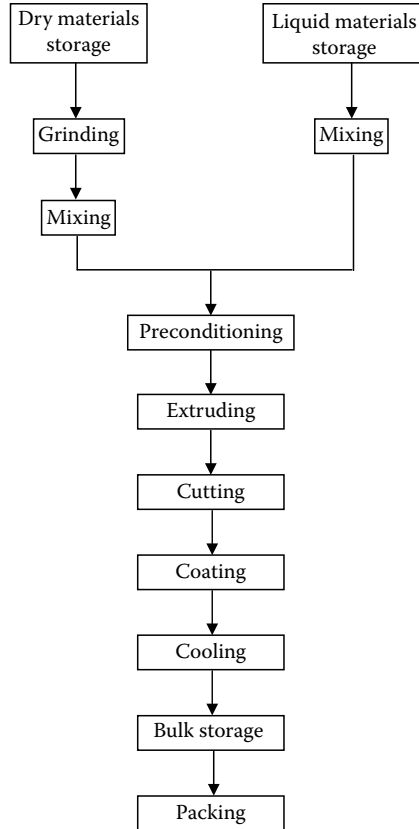 Dry materials
storage
Liquid materials
storage
Grinding
Mixing
Mixing
Preconditioning
Extruding
Cutting
Coating
Cooling
Bulk storage
Packing